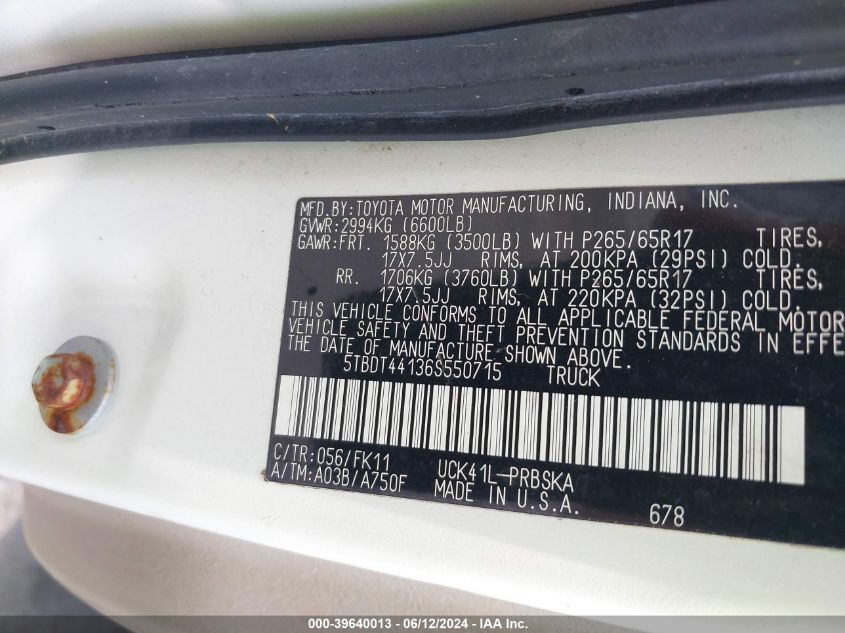 MFD.BY:TOYOTA MOTOR MANUFACTURING, INDIANA, INC.
GVWR:2994KG (6600LB)
GAWR:FRT. 1588KG (3500LB) WITH P265/65R17 TIRES,
17X7.5JJ RIMS, AT 200KPA (29PSI) COLD.
RR. 1706KG (3760LB) WITH P265/65R17 TIRES,
17X7.5JJ RIMS, AT 220KPA (32PSI) COLD.
THIS VEHICLE CONFORMS TO ALL APPLICABLE FEDERAL MOTOR
VEHICLE SAFETY AND THEFT PREVENTION STANDARDS IN EFFE
THE DATE OF MANUFACTURE SHOWN ABOVE.
5TBDT44136S550715 TRUCK
C/TR:056/FK11 UCK41L-PRBSKA
A/TM:A03B/A750F MADE IN U.S.A.
678
000-39640013 - 06/12/2024 - IAA Inc.